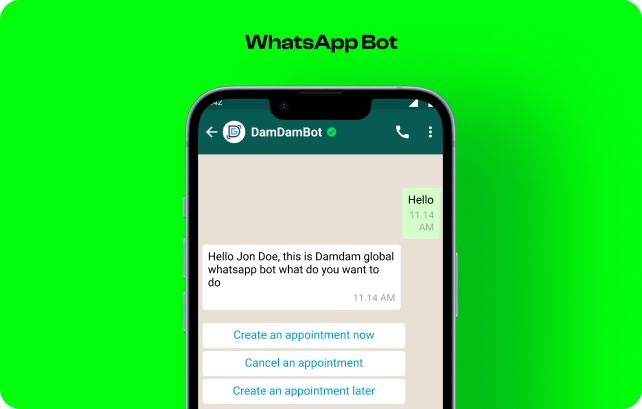 WhatsApp Bot
:42
DamDamBot
Hello
11.14
AM
Hello Jon Doe, this is Damdam global
whatsapp bot what do you want to
do
11.14 AM
Create an appointment now
Cancel an appointment
Create an appointment later